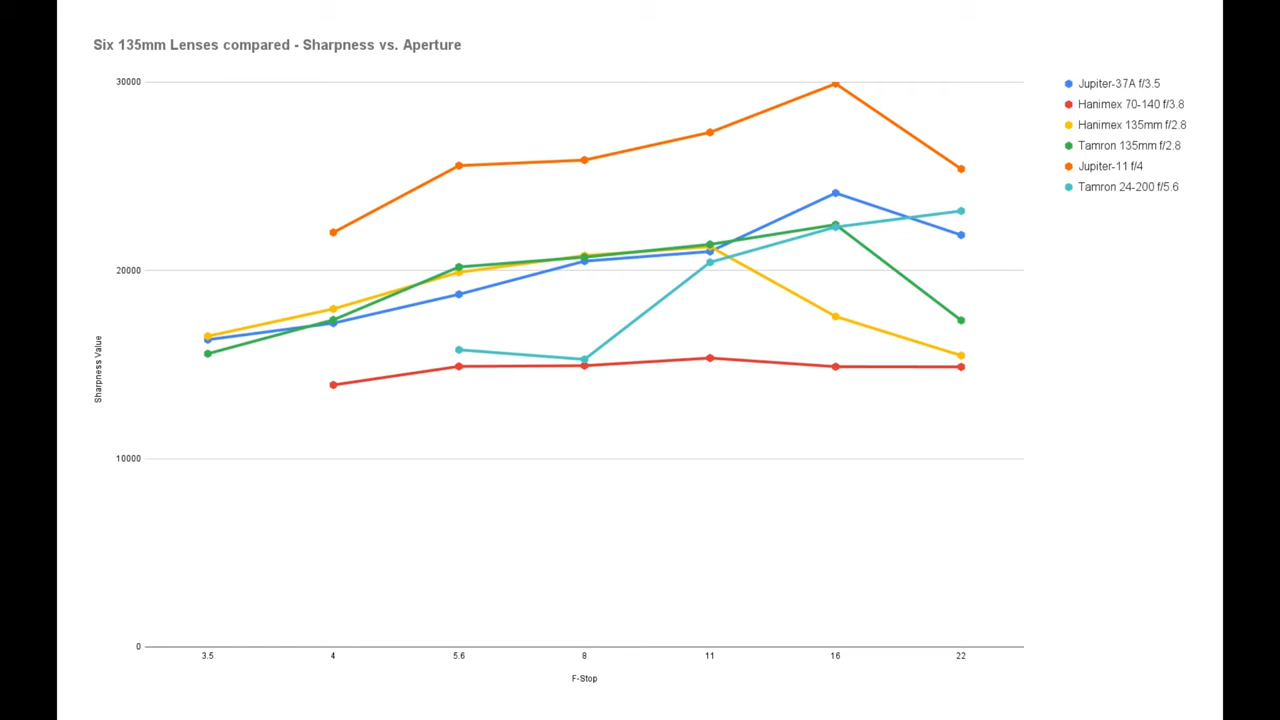 Six 135mm Lenses compared - Sharpness vs. Aperture
30000
20000
10000
0
Sharpness Value
3.5 4 5.6 8 11 16 22
F-Stop
Jupiter-37A f/3.5
Hanimex 70-140 f/3.8
Hanimex 135mm f/2.8
Tamron 135mm f/2.8
Jupiter-11 f/4
Tamron 24-200 f/5.6